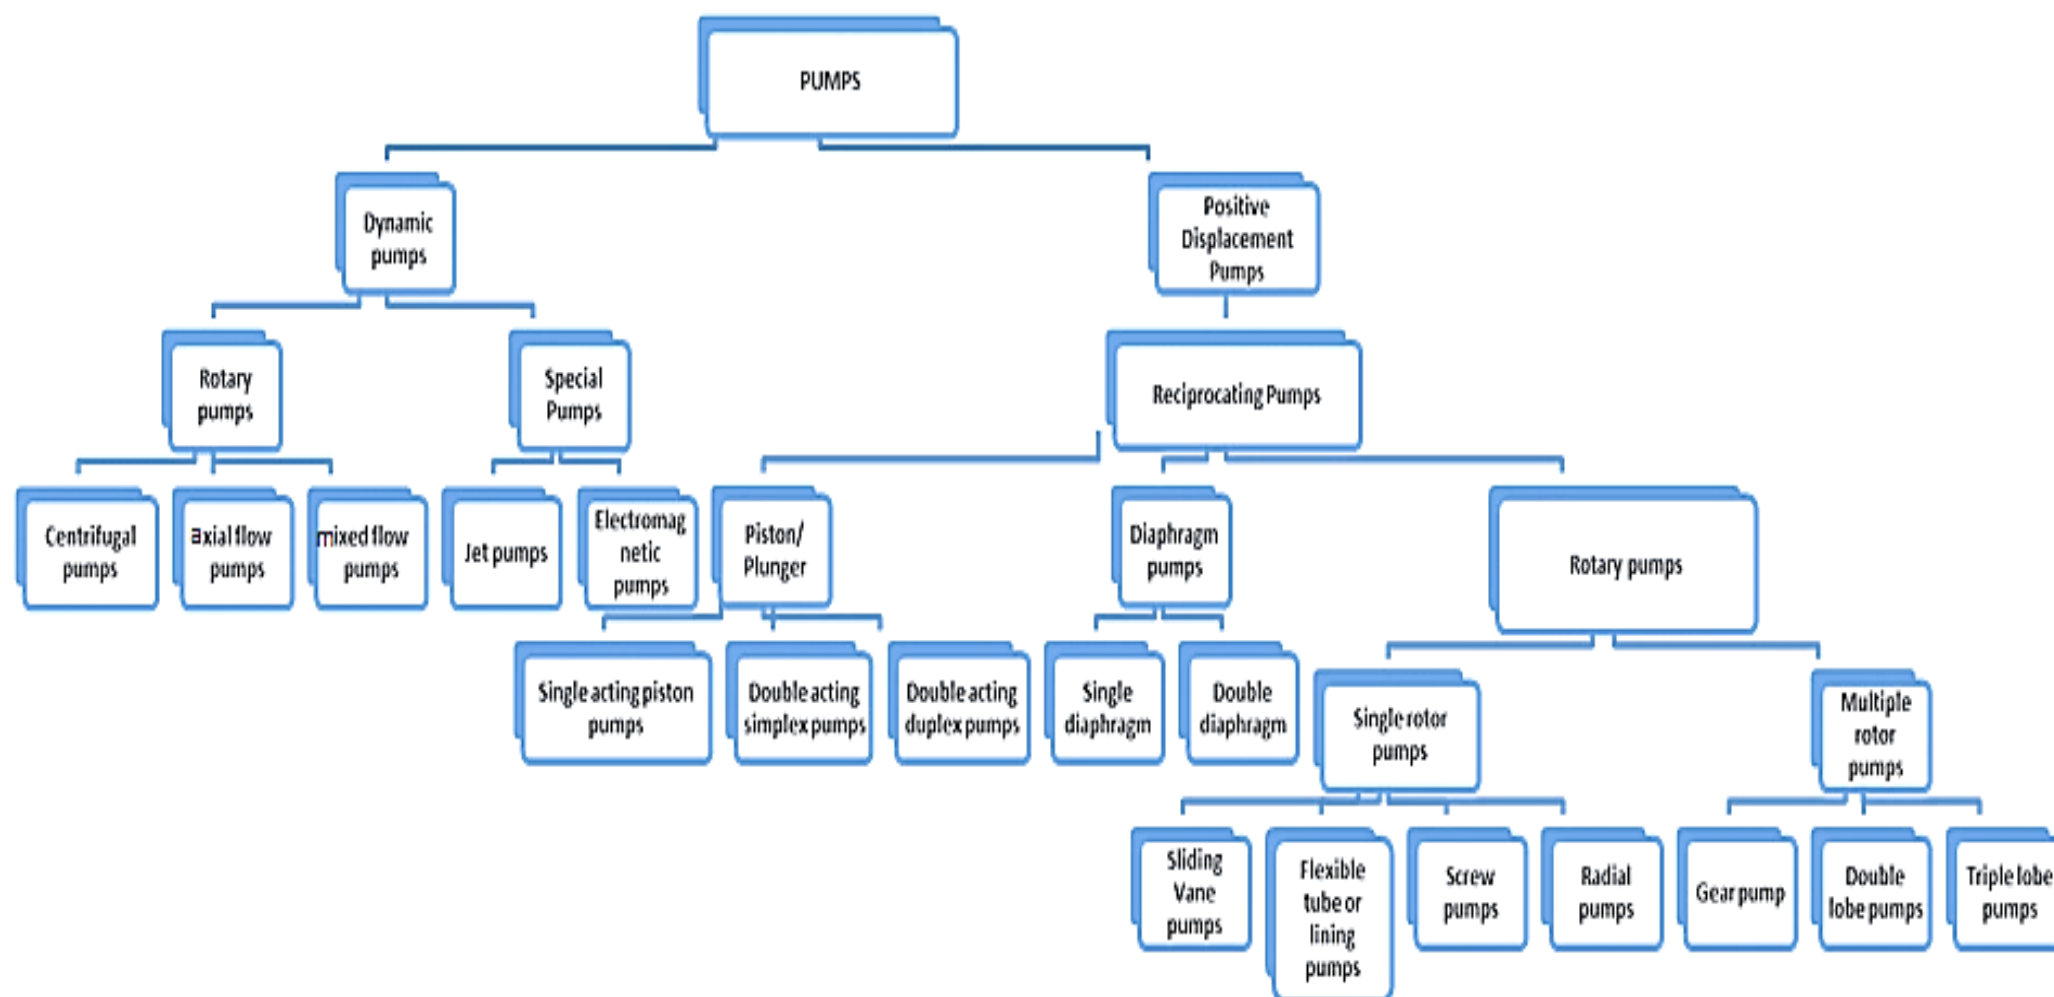 PUMPS
Dynamic
pumps
Positive
Displacement
Pumps
Rotary
pumps
Special
Pumps
Reciprocating Pumps
Centrifugal
pumps
axial flow
pumps
mixed flow
pumps
Jet pumps
Electromag
netic
pumps
Piston/
Plunger
Diaphragm
pumps
Rotary pumps
Single acting piston
pumps
Double acting
simplex pumps
Double acting
duplex pumps
Single
diaphragm
Double
diaphragm
Single rotor
pumps
Multiple
rotor
pumps
Sliding
Vane
pumps
Flexible
tube or
lining
pumps
Screw
pumps
Radial
pumps
Gear pump
Double
lobe pumps
Triple lobe
pumps